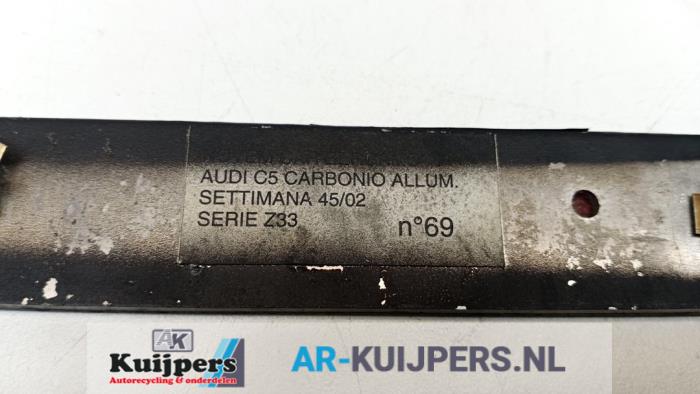 AUDI C5 CARBONIO ALLUM.
SETTIMANA 45/02
SERIE Z33 n°69
AK
Kuijpers
Autorecycling & onderdelen
AR-KUIJPERS.NL